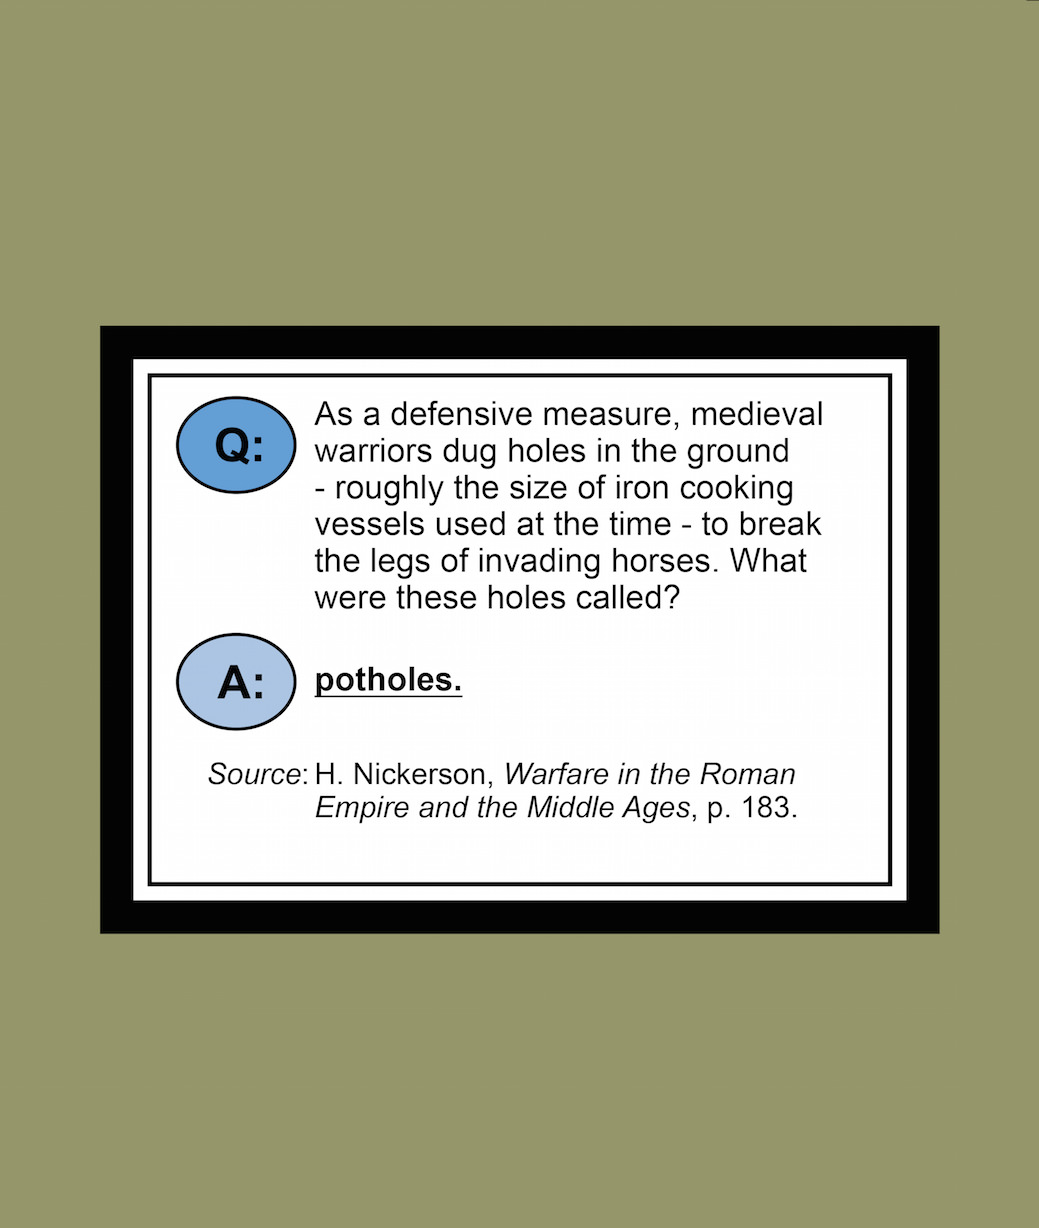 Q:
As a defensive measure, medieval
warriors dug holes in the ground
- roughly the size of iron cooking
vessels used at the time - to break
the legs of invading horses. What
were these holes called?
A:
potholes.
Source: H. Nickerson, Warfare in the Roman
Empire and the Middle Ages, p. 183.